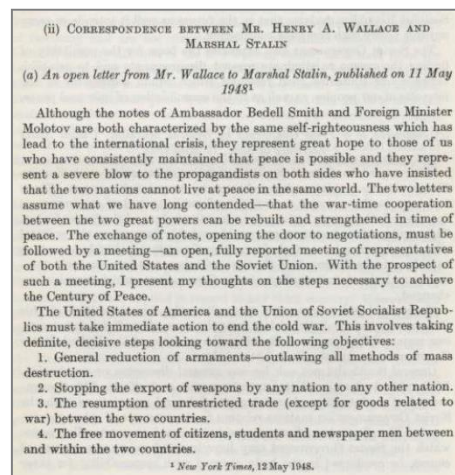 (ii) CORRESPONDENCE BETWEEN MR. HENRY A. WALLACE AND
MARSHAL STALIN
(a) An open letter from Mr. Wallace to Marshal Stalin, published on 11 May
1948¹
Although the notes of Ambassador Bedell Smith and Foreign Minister
Molotov are both characterized by the same self-righteousness which has
lead to the international crisis, they represent great hope to those of us
who have consistently maintained that peace is possible and they repre-
sent a severe blow to the propagandists on both sides who have insisted
that the two nations cannot live at peace in the same world. The two letters
assume what we have long contended—that the war-time cooperation
between the two great powers can be rebuilt and strengthened in time of
peace. The exchange of notes, opening the door to negotiations, must be
followed by a meeting—an open, fully reported meeting of representatives
of both the United States and the Soviet Union. With the prospect of
such a meeting, I present my thoughts on the steps necessary to achieve
the Century of Peace.
The United States of America and the Union of Soviet Socialist Repub-
lics must take immediate action to end the cold war. This involves taking
definite, decisive steps looking toward the following objectives:
1. General reduction of armaments—outlawing all methods of mass
destruction.
2. Stopping the export of weapons by any nation to any other nation.
3. The resumption of unrestricted trade (except for goods related to
war) between the two countries.
4. The free movement of citizens, students and newspaper men between
and within the two countries.
¹ New York Times, 12 May 1948.